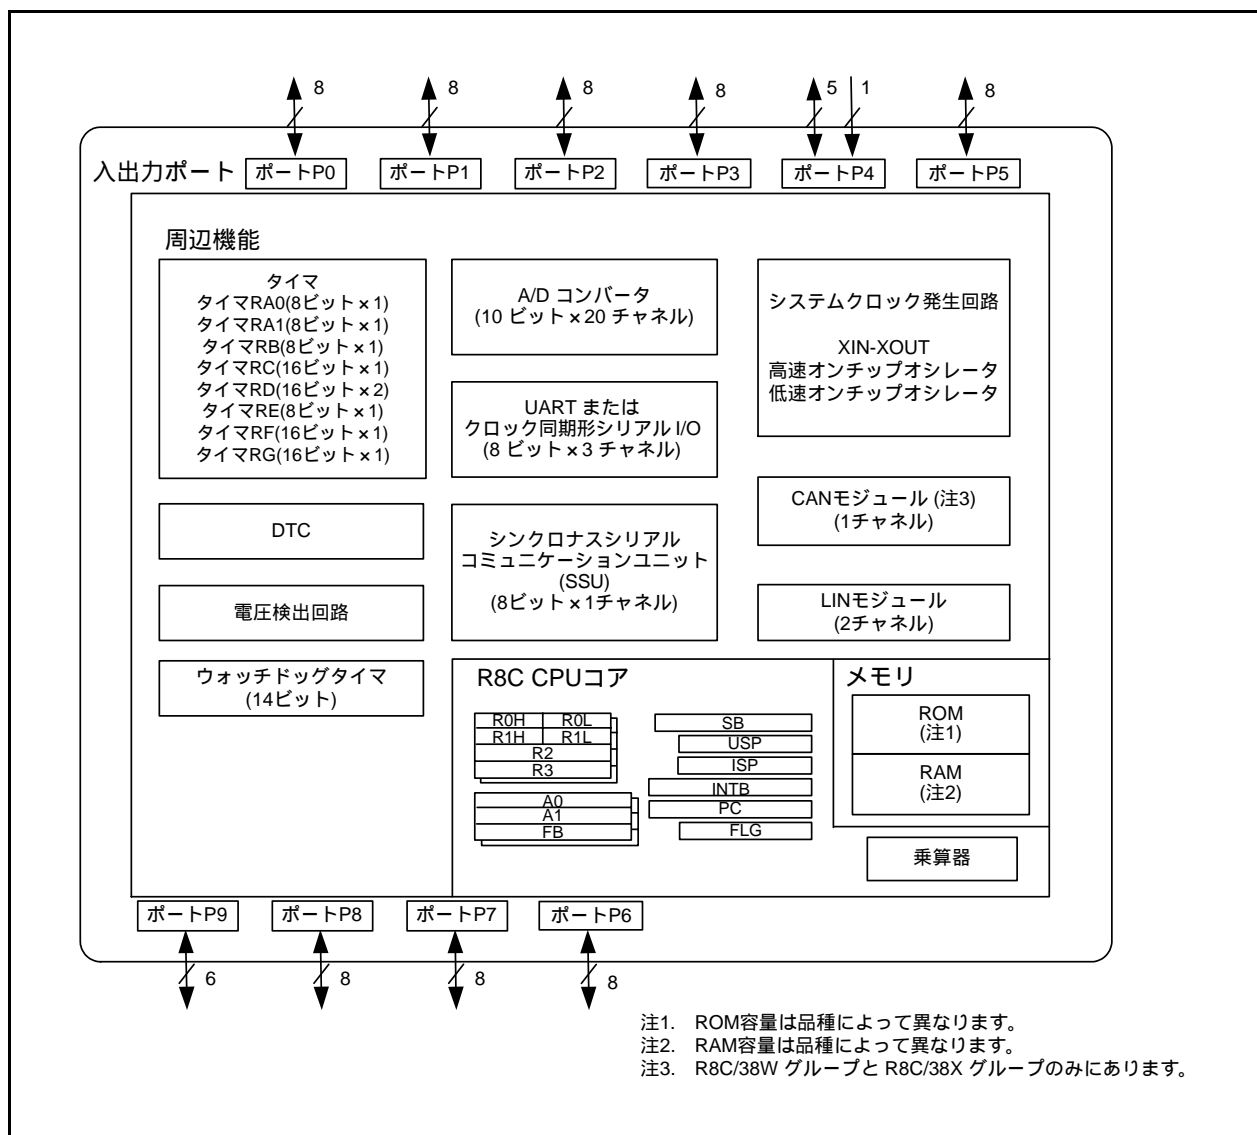 8
8
8
8
5
1
8
入出力ポート
ポートP0
ポートP1
ポートP2
ポートP3
ポートP4
ポートP5
周辺機能
タイマ
タイマRA0(8ビット×1)
タイマRA1(8ビット×1)
タイマRB(8ビット×1)
タイマRC(16ビット×1)
タイマRD(16ビット×2)
タイマRE(8ビット×1)
タイマRF(16ビット×1)
タイマRG(16ビット×1)
DTC
電圧検出回路
ウォッチドッグタイマ
(14ビット)
A/D コンバータ
(10 ビット×20 チャネル)
UART または
クロック同期形シリアル I/O
(8 ビット×3 チャネル)
シンクロナスシリアル
コミュニケーションユニット
(SSU)
(8ビット×1チャネル)
システムクロック発生回路
XIN-XOUT
高速オンチップオシレータ
低速オンチップオシレータ
CANモジュール (注3)
(1チャネル)
LINモジュール
(2チャネル)
R8C CPUコア
R0H
R0L
R1H
R1L
R2
R3
A0
A1
FB
SB
USP
ISP
INTB
PC
FLG
メモリ
ROM
(注1)
RAM
(注2)
乗算器
ポートP9
ポートP8
ポートP7
ポートP6
6
8
8
8
注1. ROM容量は品種によって異なります。
注2. RAM容量は品種によって異なります。
注3. R8C/38W グループと R8C/38X グループのみにあります。